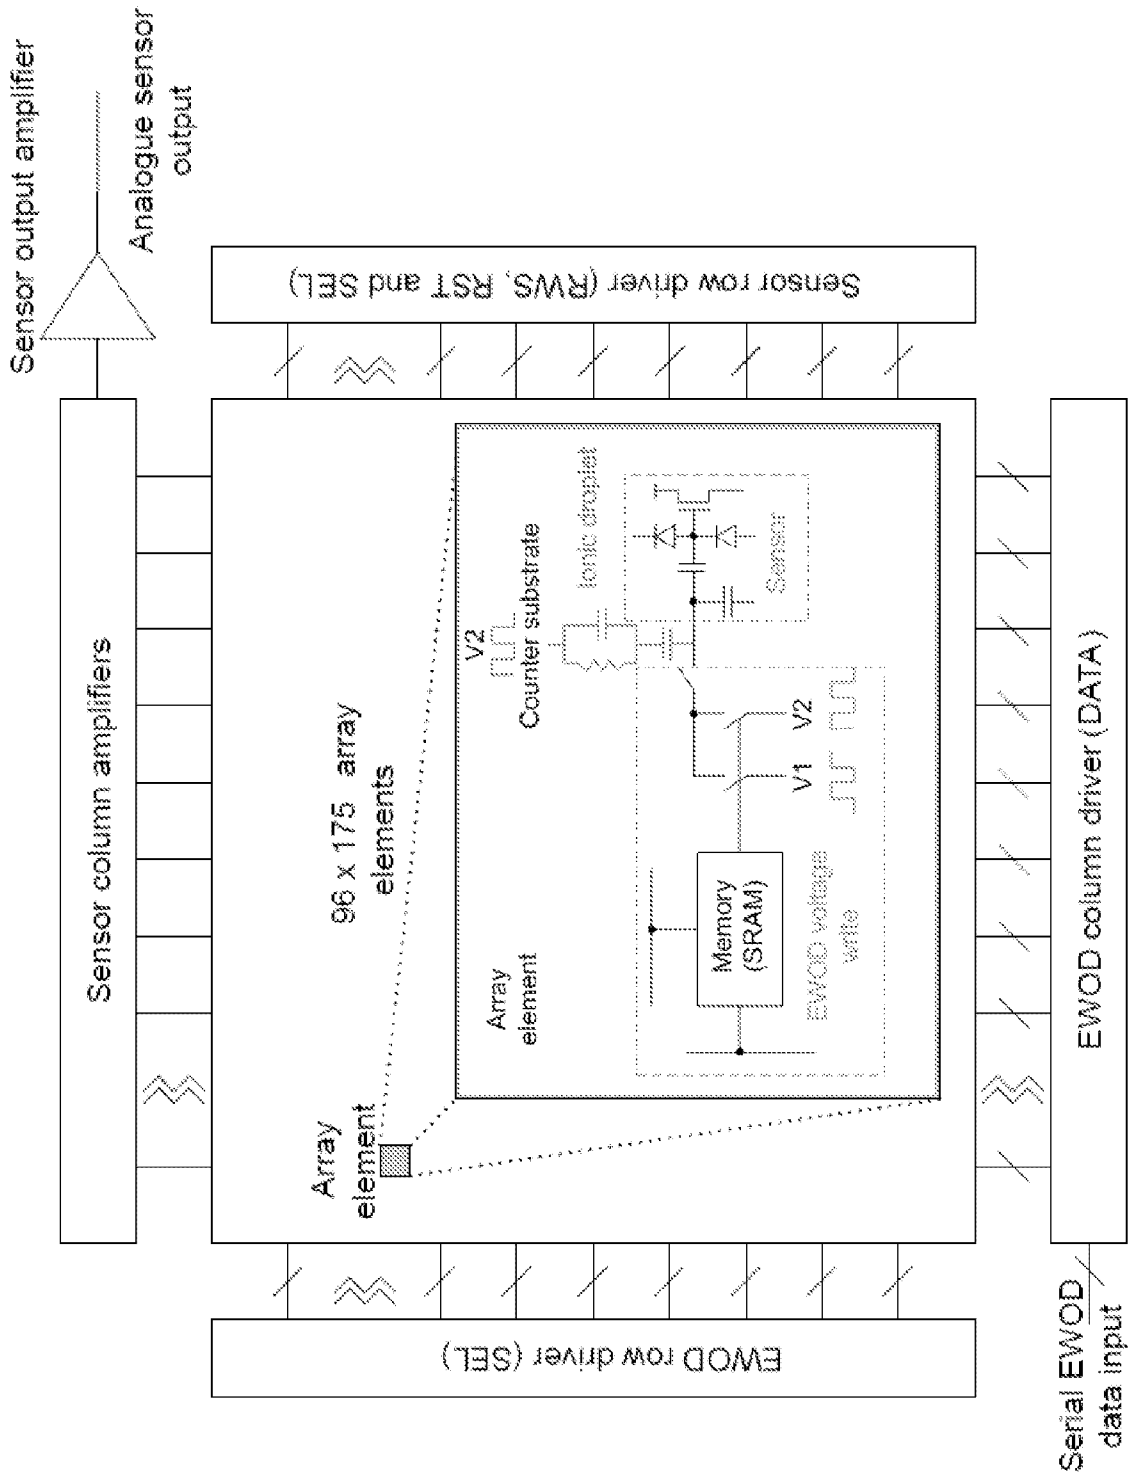 Sensor output amplifier
Analogue sensor
output
Sensor column amplifiers
Sensor row driver (RWS, RST and SEL)
96 x 175 array
elements
Array
element
Array
element
V2
Counter substrate
Ionic droplet
Sensor
Memory
(SRAM)
V1
V2
EWOD voltage
write
EWOD row driver (SEL)
EWOD column driver (DATA)
Serial EWOD
data input